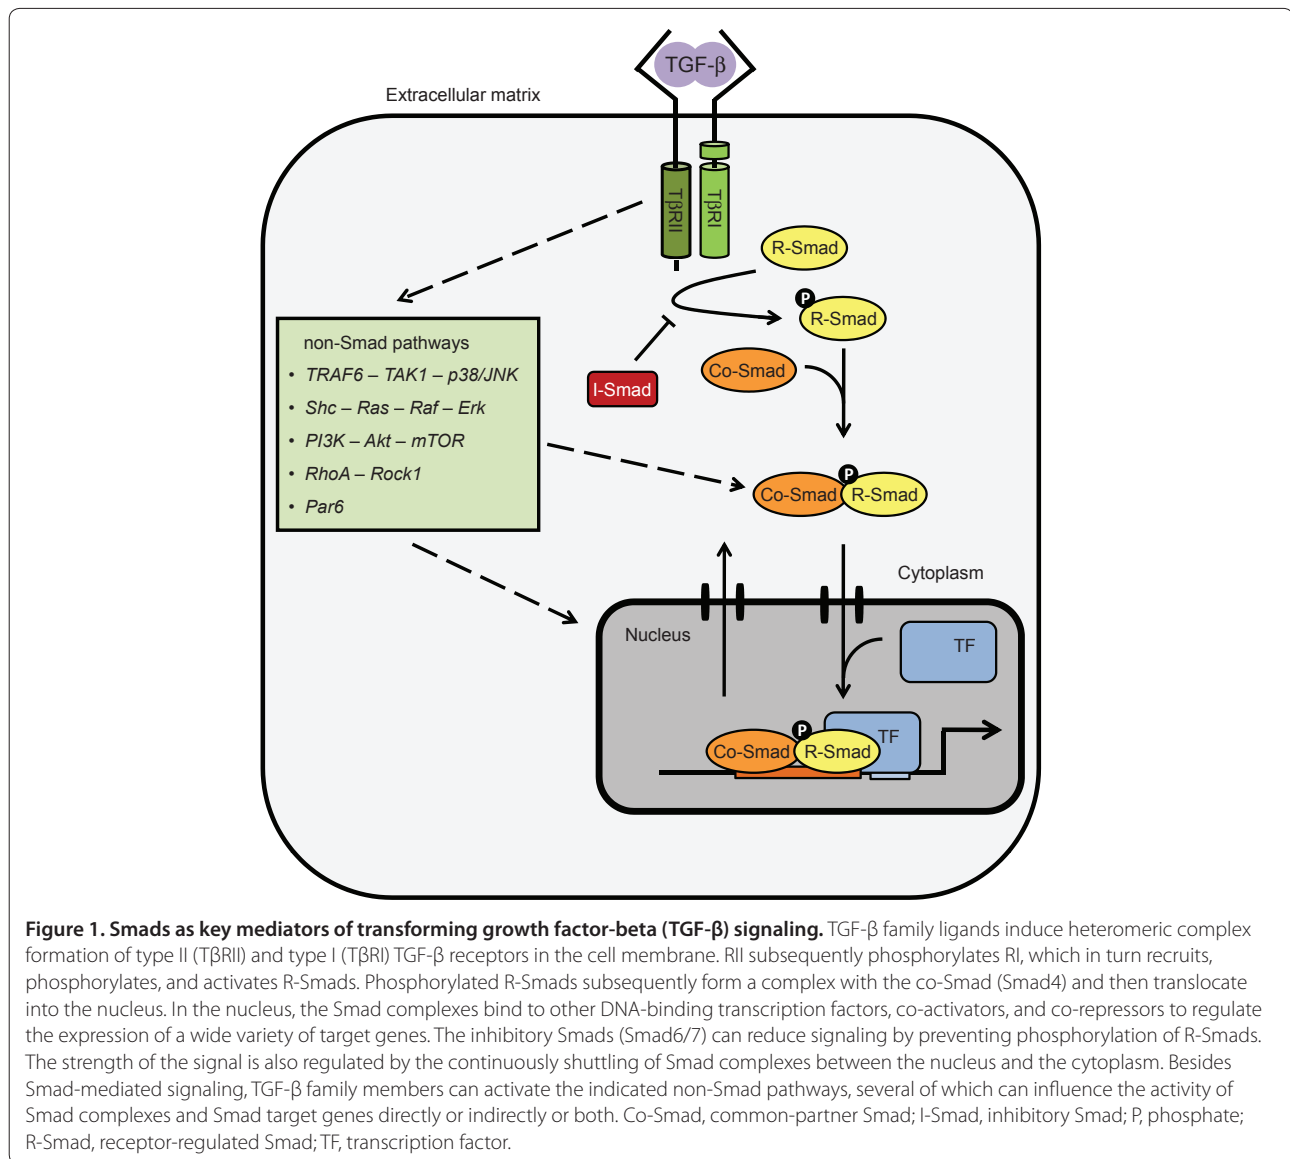 TGF-β
Extracellular matrix
TβRII
TβRI
R-Smad
P
R-Smad
non-Smad pathways
• TRAF6 – TAK1 – p38/JNK
• Shc – Ras – Raf – Erk
• PI3K – Akt – mTOR
• RhoA – Rock1
• Par6
I-Smad
Co-Smad
P
Co-Smad
R-Smad
Cytoplasm
Nucleus
TF
P
Co-Smad
R-Smad
TF
Figure 1. Smads as key mediators of transforming growth factor-beta (TGF-β) signaling. TGF-β family ligands induce heteromeric complex
formation of type II (TβRII) and type I (TβRI) TGF-β receptors in the cell membrane. RII subsequently phosphorylates RI, which in turn recruits,
phosphorylates, and activates R-Smads. Phosphorylated R-Smads subsequently form a complex with the co-Smad (Smad4) and then translocate
into the nucleus. In the nucleus, the Smad complexes bind to other DNA-binding transcription factors, co-activators, and co-repressors to regulate
the expression of a wide variety of target genes. The inhibitory Smads (Smad6/7) can reduce signaling by preventing phosphorylation of R-Smads.
The strength of the signal is also regulated by the continuously shuttling of Smad complexes between the nucleus and the cytoplasm. Besides
Smad-mediated signaling, TGF-β family members can activate the indicated non-Smad pathways, several of which can influence the activity of
Smad complexes and Smad target genes directly or indirectly or both. Co-Smad, common-partner Smad; I-Smad, inhibitory Smad; P, phosphate;
R-Smad, receptor-regulated Smad; TF, transcription factor.